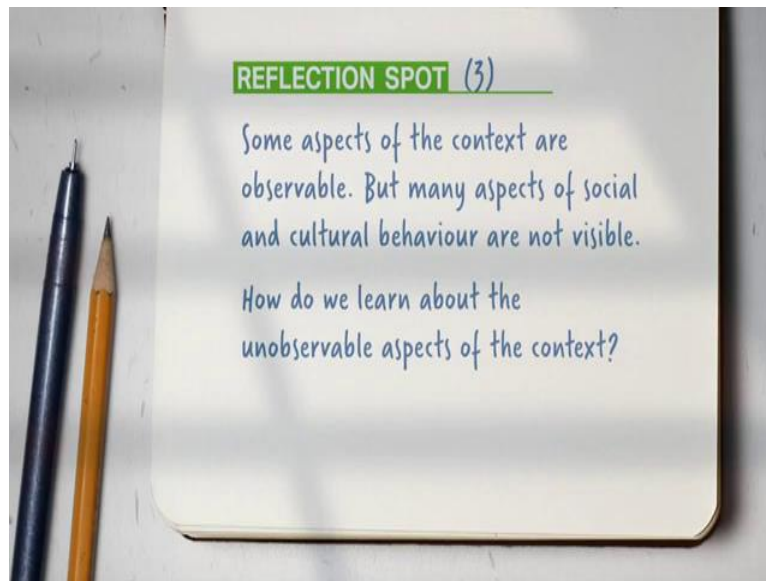 REFLECTION SPOT (3)
Some aspects of the context are
observable. But many aspects of social
and cultural behaviour are not visible.
How do we learn about the
unobservable aspects of the context?